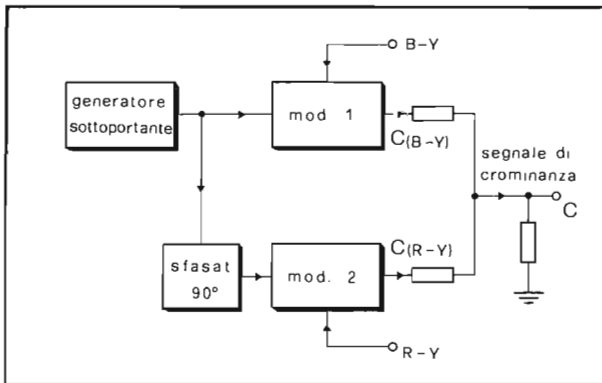 B-Y
generatore
sottoportante
mod 1
C(B-Y)
segnale di
crominanza
C
sfasat
90°
mod. 2
C(R-Y)
R-Y